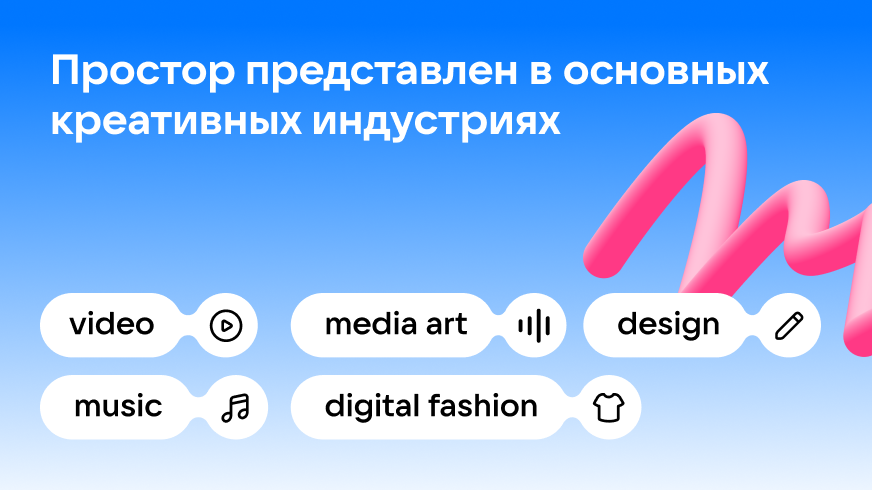 Простор представлен в основных
креативных индустриях
video
media art
design
music
digital fashion